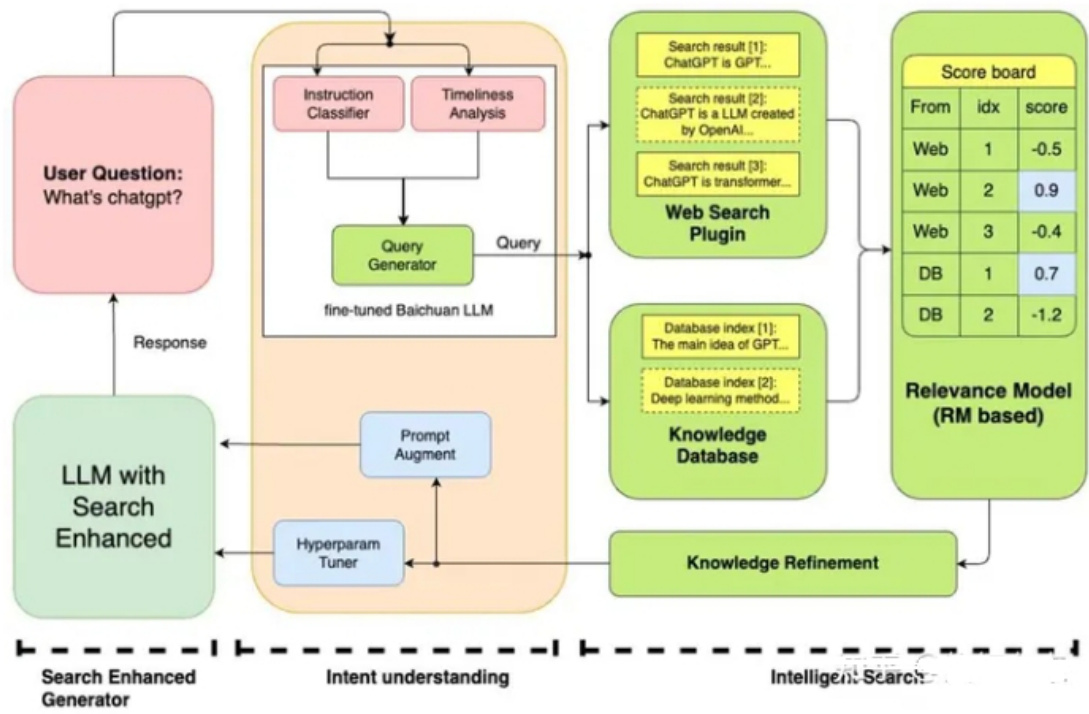 User Question:
What's chatgpt?
Response
LLM with
Search
Enhanced
Instruction
Classifier
Timeliness
Analysis
Query
Generator
fine-tuned Baichuan LLM
Query
Prompt
Augment
Hyperparam
Tuner
Search result [1]:
ChatGPT is GPT...
Search result [2]:
ChatGPT is a LLM created
by OpenAI...
Search result [3]:
ChatGPT is transformer...
Web Search
Plugin
Database index [1]:
The main idea of GPT...
Database index [2]:
Deep learning method...
Knowledge
Database
Score board
From idx score
Web 1 -0.5
Web 2 0.9
Web 3 -0.4
DB 1 0.7
DB 2 -1.2
Relevance Model
(RM based)
Knowledge Refinement
Search Enhanced
Generator
Intent understanding
Intelligent Search